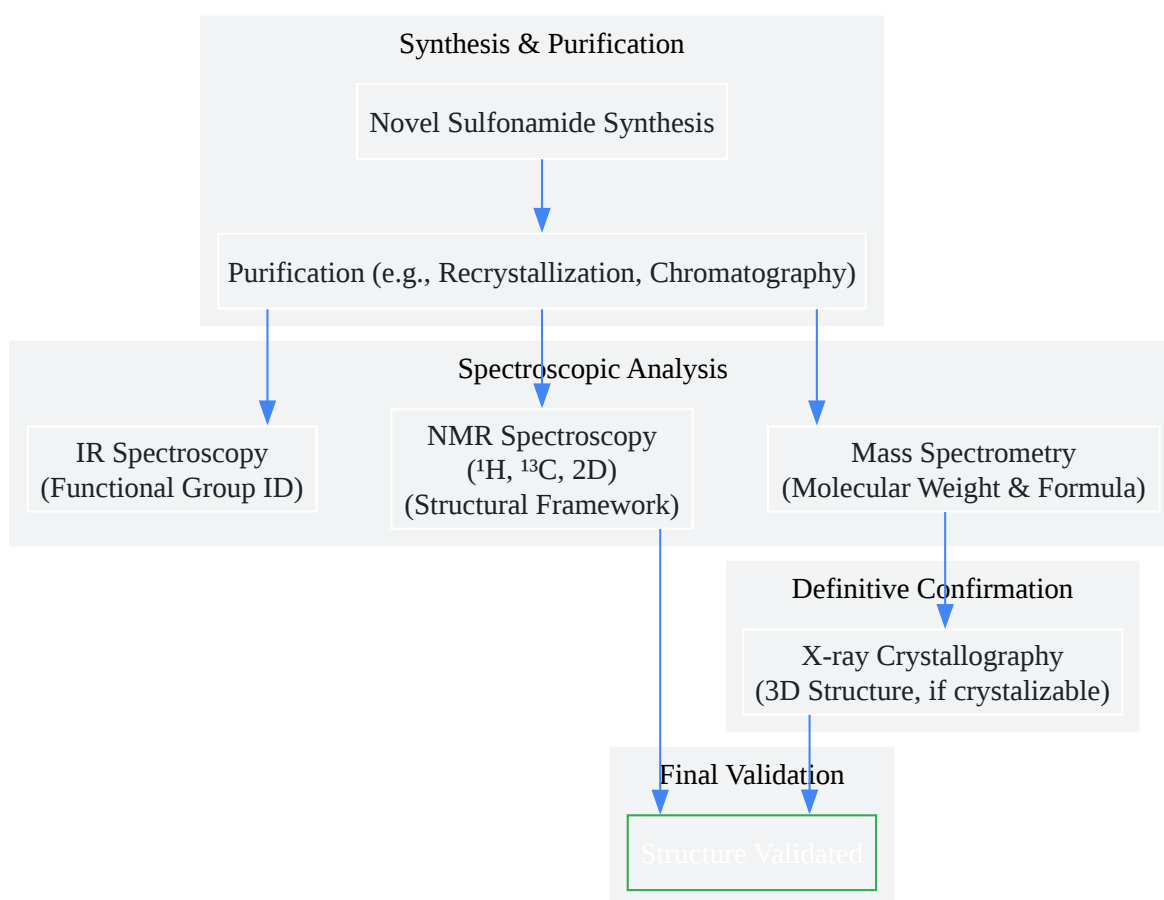 Synthesis & Purification
Novel Sulfonamide Synthesis
Purification (e.g., Recrystallization, Chromatography)
Spectroscopic Analysis
IR Spectroscopy
(Functional Group ID)
NMR Spectroscopy
(¹H, ¹³C, 2D)
(Structural Framework)
Mass Spectrometry
(Molecular Weight & Formula)
Definitive Confirmation
X-ray Crystallography
(3D Structure, if crystalizable)
Final Validation
Structure Validated